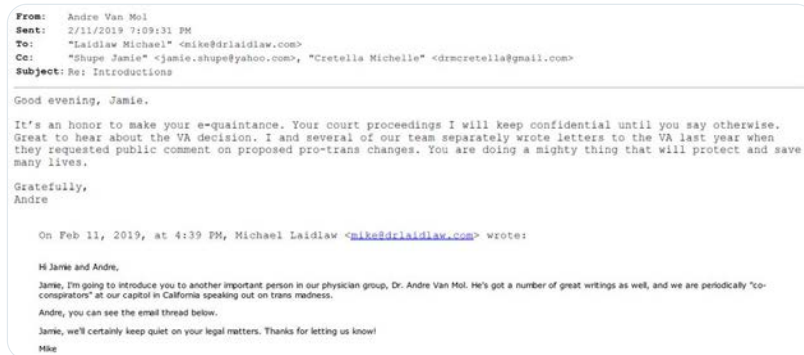 From: Andre Van Mol
Sent: 2/11/2019 7:09:31 PM
To: "Laidlaw Michael" <mike@drlaidlaw.com>
Cc: "Shupe Jamie" <jamie.shupe@yahoo.com>, "Cretella Michelle" <drmcretella@gmail.com>
Subject: Re: Introductions
Good evening, Jamie.
It's an honor to make your e-quaintance. Your court proceedings I will keep confidential until you say otherwise.
Great to hear about the VA decision. I and several of our team separately wrote letters to the VA last year when
they requested public comment on proposed pro-trans changes. You are doing a mighty thing that will protect and save
many lives.
Gratefully,
Andre
On Feb 11, 2019, at 4:39 PM, Michael Laidlaw <mike@drlaidlaw.com> wrote:
Hi Jamie and Andre,
Jamie, I'm going to introduce you to another important person in our physician group, Dr. Andre Van Mol. He's got a number of great writings as well, and we are periodically "co-
conspirators" at our capitol in California speaking out on trans madness.
Andre, you can see the email thread below.
Jamie, we'll certainly keep quiet on your legal matters. Thanks for letting us know!
Mike